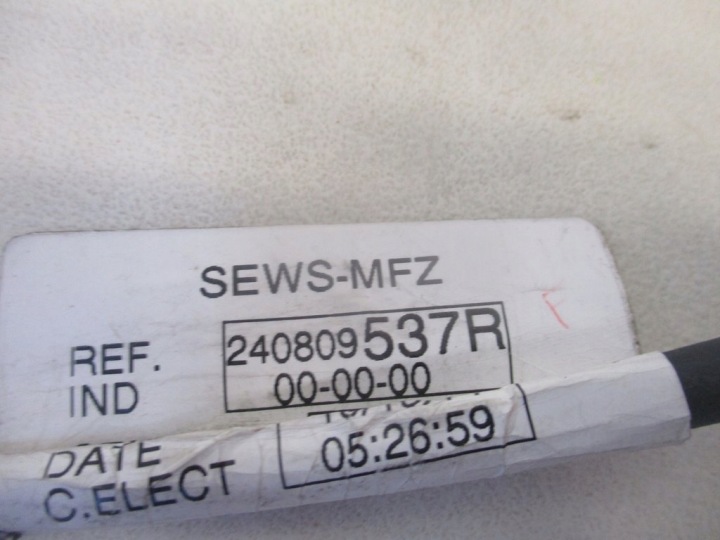 SEWS-MFZ
REF. 240809537R
IND 00-00-00
DATE
C.ELECT 05:26:59